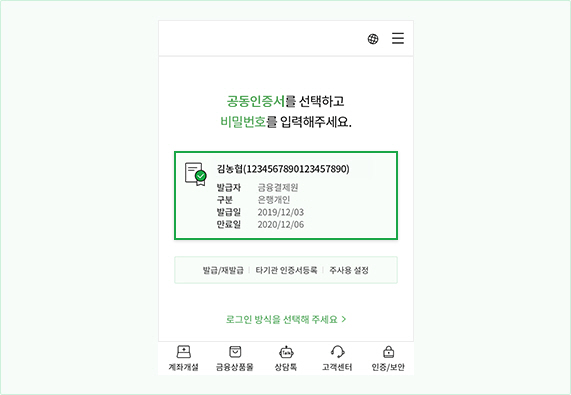 공동인증서를 선택하고
비밀번호를 입력해주세요.
김농협(1234567890123457890)
발급자 금융결제원
구분 은행개인
발급일 2019/12/03
만료일 2020/12/06
발급/재발급 타기관 인증서등록 주사용 설정
로그인 방식을 선택해 주세요 >
계좌개설 금융상품몰 상담톡 고객센터 인증/보안